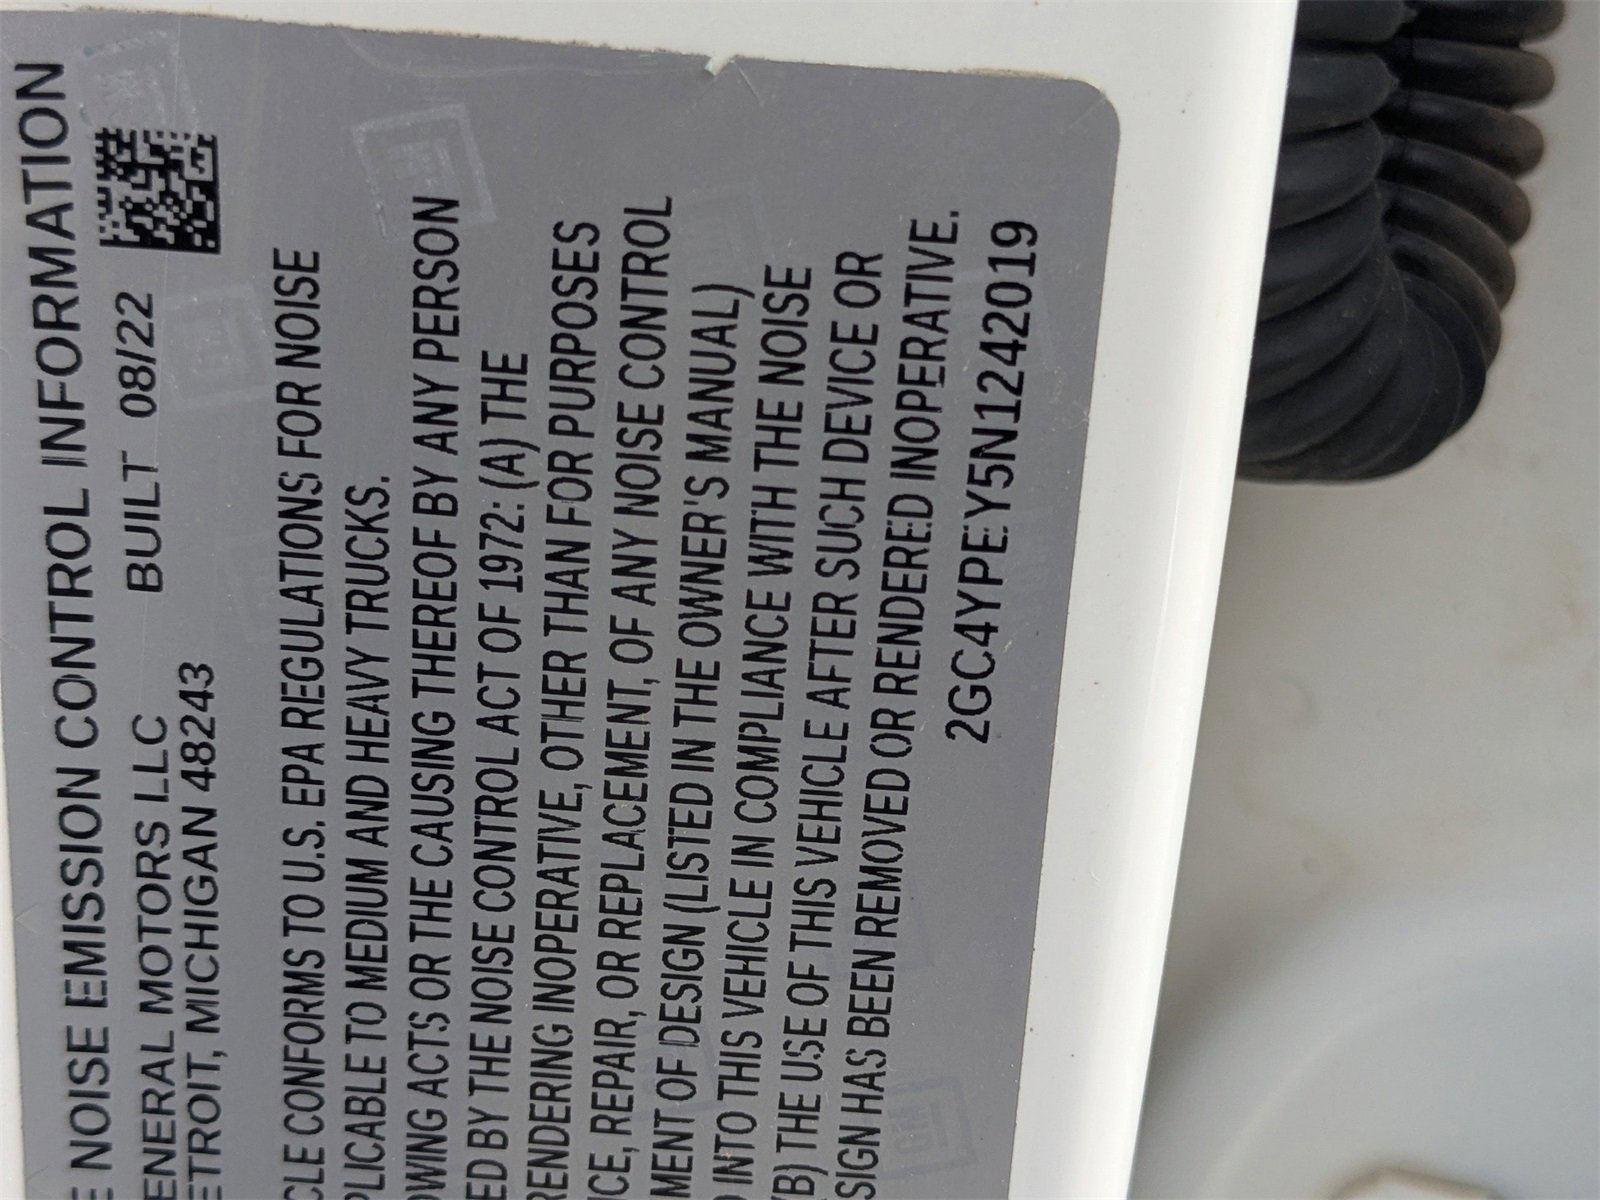 NOISE EMISSION CONTROL INFORMATION
ENERAL MOTORS LLC BUILT 08/22
ETROIT, MICHIGAN 48243
CLE CONFORMS TO U.S. EPA REGULATIONS FOR NOISE
PLICABLE TO MEDIUM AND HEAVY TRUCKS.
OWING ACTS OR THE CAUSING THEREOF BY ANY PERSON
ED BY THE NOISE CONTROL ACT OF 1972: (A) THE
RENDERING INOPERATIVE, OTHER THAN FOR PURPOSES
ICE, REPAIR, OR REPLACEMENT, OF ANY NOISE CONTROL
MENT OF DESIGN (LISTED IN THE OWNER'S MANUAL)
INTO THIS VEHICLE IN COMPLIANCE WITH THE NOISE
(B) THE USE OF THIS VEHICLE AFTER SUCH DEVICE OR
SIGN HAS BEEN REMOVED OR RENDERED INOPERATIVE.
2GC4YPEY5N1242019